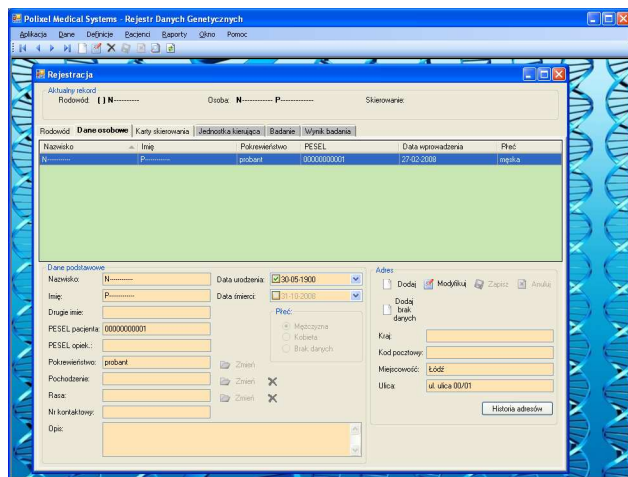 Polixel Medical Systems - Rejestr Danych Genetycznych
Aplikacja Dane Definicje Pacjenci Raporty Okno Pomoc
Rejestracja
Aktualny rekord
Rodowód: [ ] N---------- Osoba: N------------ P------------- Skierowanie:
Rodowód Dane osobowe Karty skierowania Jednostka kierująca Badanie Wynik badania
Nazwisko Imię Pokrewieństwo PESEL Data wprowadzenia Płeć
N---------- P------------ probant 00000000001 27-02-2008 męska
Dane podstawowe
Nazwisko: N----------- Data urodzenia: 30-05-1900
Imię: P------------ Data śmierci: 31-10-2008
Drugie imie:
Płeć:
PESEL pacjenta: 00000000001
Mężczyzna
Kobieta
Brak danych
PESEL opiek.:
Pokrewieństwo: probant Zmień
Pochodzenie: Zmień
Rasa: Zmień
Nr kontaktowy:
Opis:
Adres
Dodaj Modyfikuj Zapisz Anuluj
Dodaj
brak
danych
Kraj:
Kod pocztowy:
Miejscowość: Łódź
Ulica: ul. ulica 00/01
Historia adresów